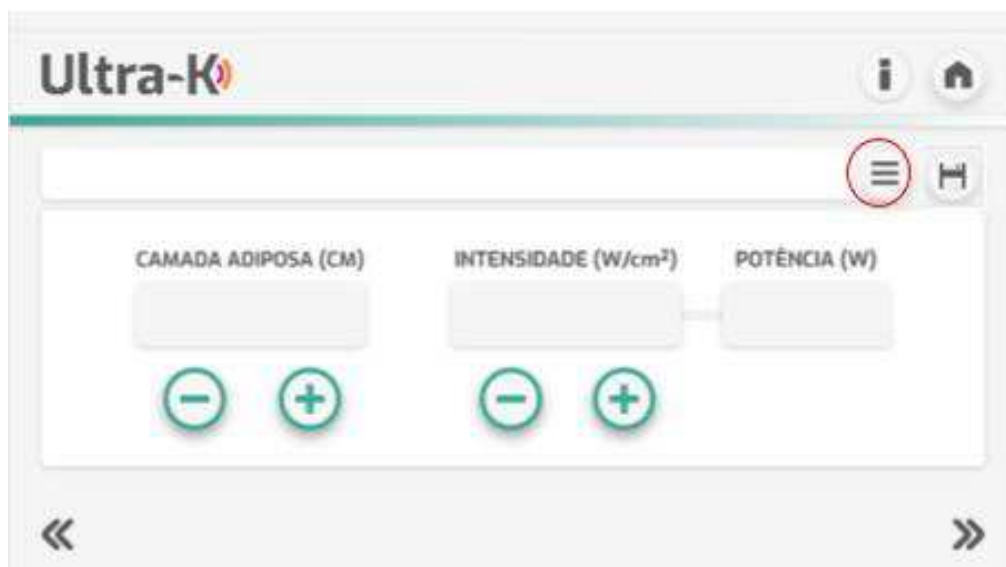 Ultra-K
CAMADA ADIPOSA (CM)
INTENSIDADE (W/cm²)
POTÊNCIA (W)